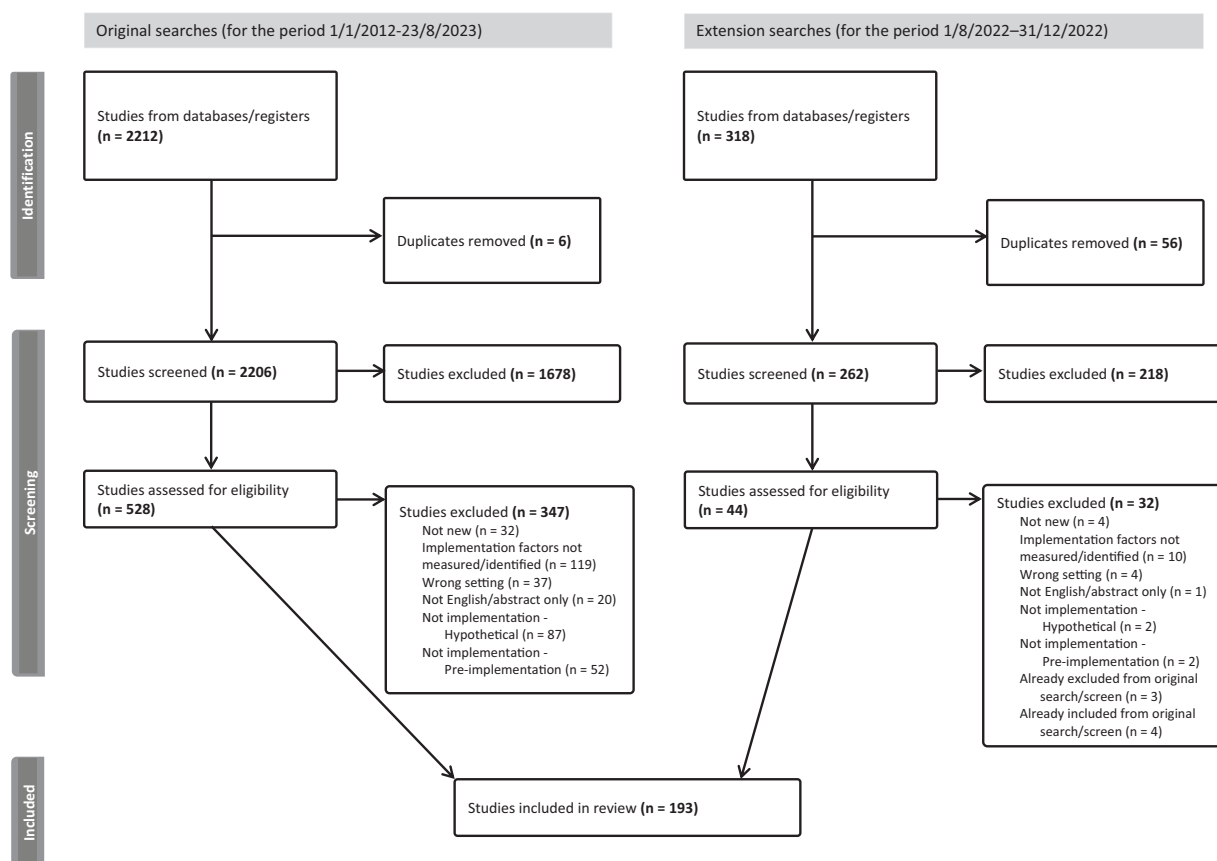 Original searches (for the period 1/1/2012-23/8/2023)
Extension searches (for the period 1/8/2022–31/12/2022)
Identification
Studies from databases/registers
(n = 2212)
Studies from databases/registers
(n = 318)
Duplicates removed (n = 6)
Duplicates removed (n = 56)
Screening
Studies screened (n = 2206)
Studies excluded (n = 1678)
Studies screened (n = 262)
Studies excluded (n = 218)
Studies assessed for eligibility
(n = 528)
Studies excluded (n = 347)
Not new (n = 32)
Implementation factors not
measured/identified (n = 119)
Wrong setting (n = 37)
Not English/abstract only (n = 20)
Not implementation -
Hypothetical (n = 87)
Not implementation -
Pre-implementation (n = 52)
Studies assessed for eligibility
(n = 44)
Studies excluded (n = 32)
Not new (n = 4)
Implementation factors not
measured/identified (n = 10)
Wrong setting (n = 4)
Not English/abstract only (n = 1)
Not implementation -
Hypothetical (n = 2)
Not implementation -
Pre-implementation (n = 2)
Already excluded from original
search/screen (n = 3)
Already included from original
search/screen (n = 4)
Included
Studies included in review (n = 193)